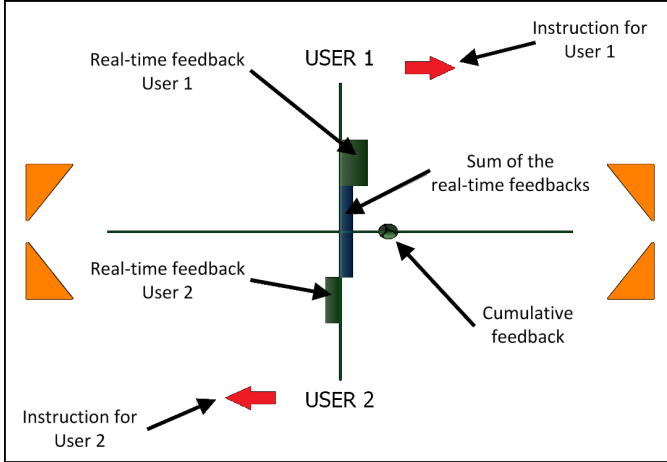 Instruction for
User 1
USER 1
Real-time feedback
User 1
Sum of the
real-time feedbacks
Real-time feedback
User 2
Cumulative
feedback
USER 2
Instruction for
User 2